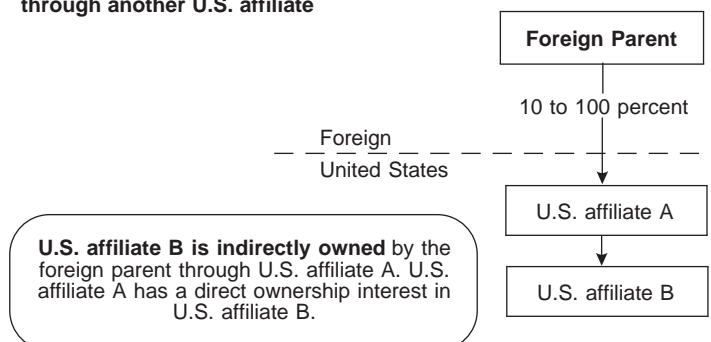 through another U.S. affiliate
Foreign Parent
10 to 100 percent
Foreign
United States
U.S. affiliate A
U.S. affiliate B is indirectly owned by the
foreign parent through U.S. affiliate A. U.S.
affiliate A has a direct ownership interest in
U.S. affiliate B.
U.S. affiliate B